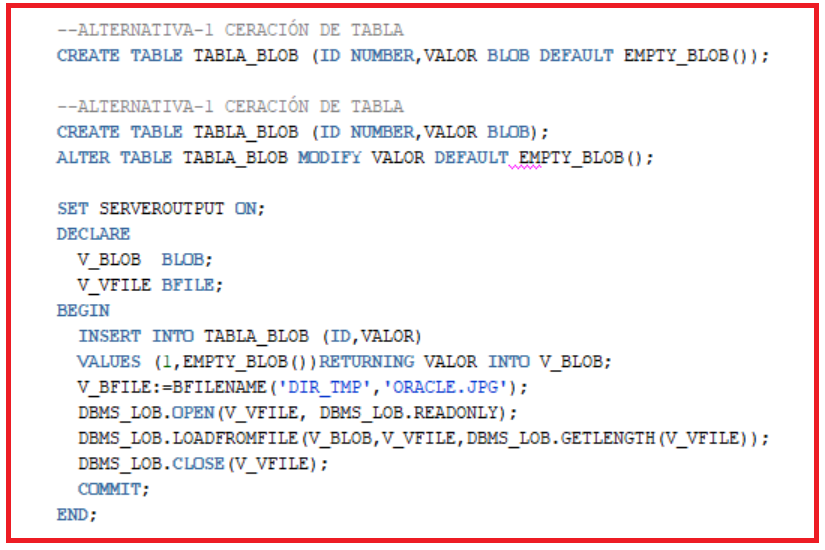 --ALTERNATIVA-1 CERACIÓN DE TABLA
CREATE TABLE TABLA_BLOB (ID NUMBER,VALOR BLOB DEFAULT EMPTY_BLOB());
--ALTERNATIVA-1 CERACIÓN DE TABLA
CREATE TABLE TABLA_BLOB (ID NUMBER,VALOR BLOB);
ALTER TABLE TABLA_BLOB MODIFY VALOR DEFAULT EMPTY_BLOB();
SET SERVEROUTPUT ON;
DECLARE
V_BLOB  BLOB;
V_VFILE BFILE;
BEGIN
INSERT INTO TABLA_BLOB (ID,VALOR)
VALUES (1,EMPTY_BLOB())RETURNING VALOR INTO V_BLOB;
V_BFILE:=BFILENAME('DIR_TMP','ORACLE.JPG');
DBMS_LOB.OPEN(V_VFILE, DBMS_LOB.READONLY);
DBMS_LOB.LOADFROMFILE(V_BLOB,V_VFILE,DBMS_LOB.GETLENGTH(V_VFILE));
DBMS_LOB.CLOSE(V_VFILE);
COMMIT;
END;